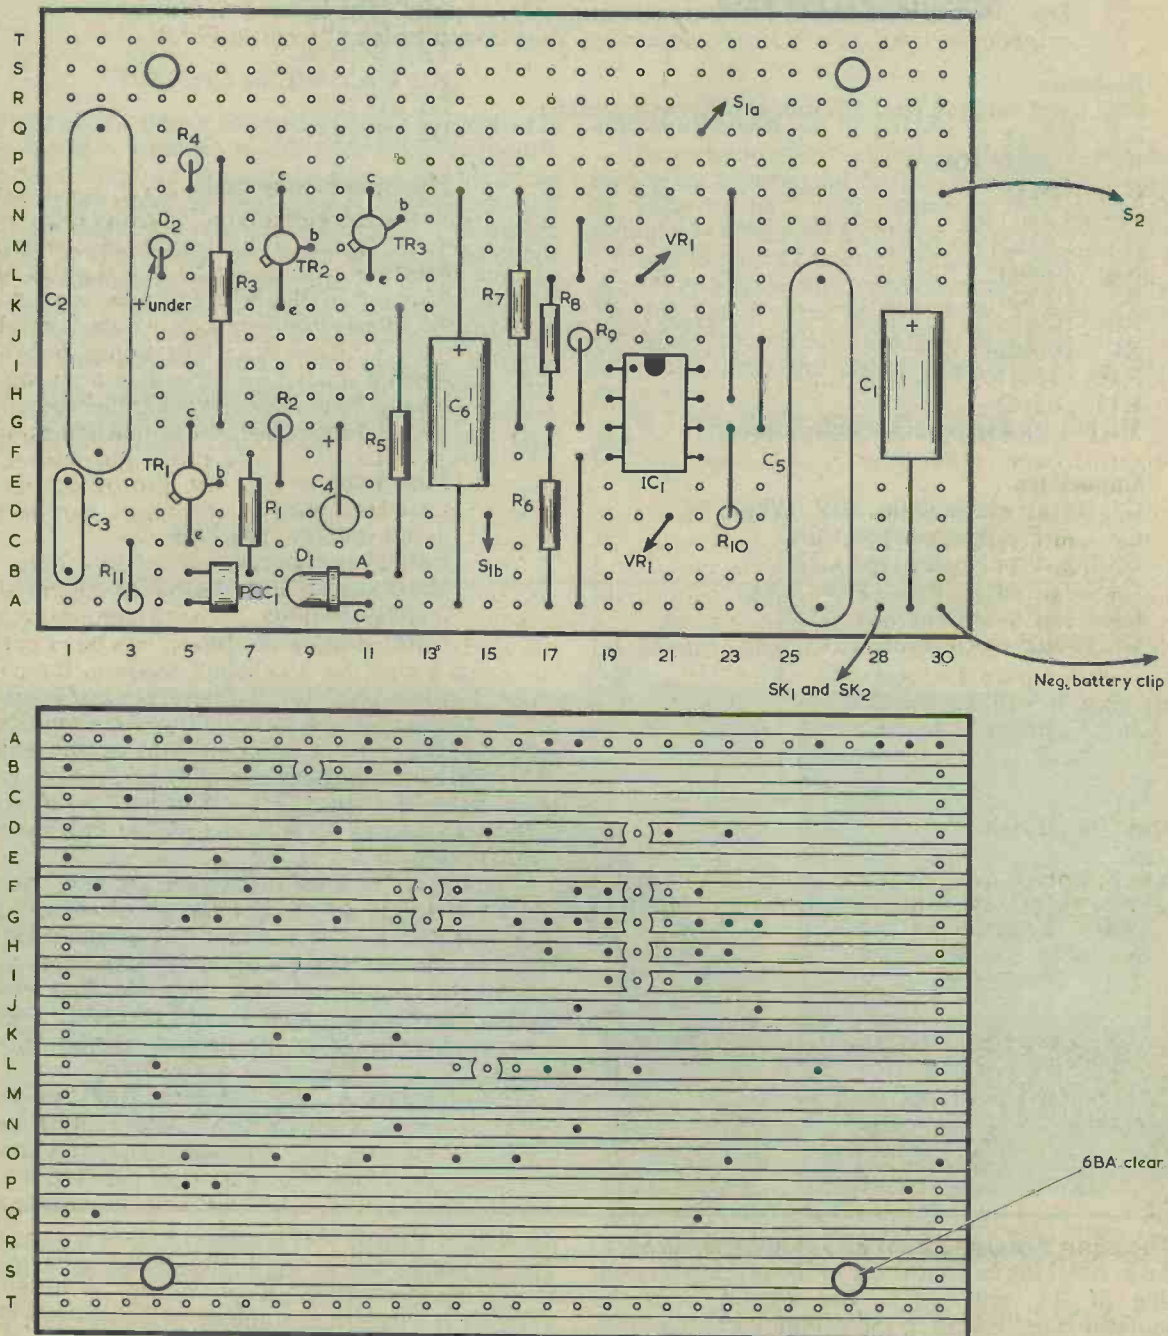 T
S
R
Q
P
O
N
M
L
K
J
I
H
G
F
E
D
C
B
A
S1a
R4
c
c
S2
D2
b
b
TR3
VR1
TR2
C2
+ under
R3
e
R7
R8
e
R9
+
+
C1
C6
c
R2
+
R5
TR1
b
C4
IC1
C5
C3
R1
R6
e
D1
S1b
VR1
R10
R11
PCC1
A
C
1 3 5 7 9 11 13 15 17 19 21 23 25 28 30
SK1 and SK2
Neg. battery clip
A
B
C
D
E
F
G
H
I
J
K
L
M
N
O
P
Q
R
S
T
6BA clear